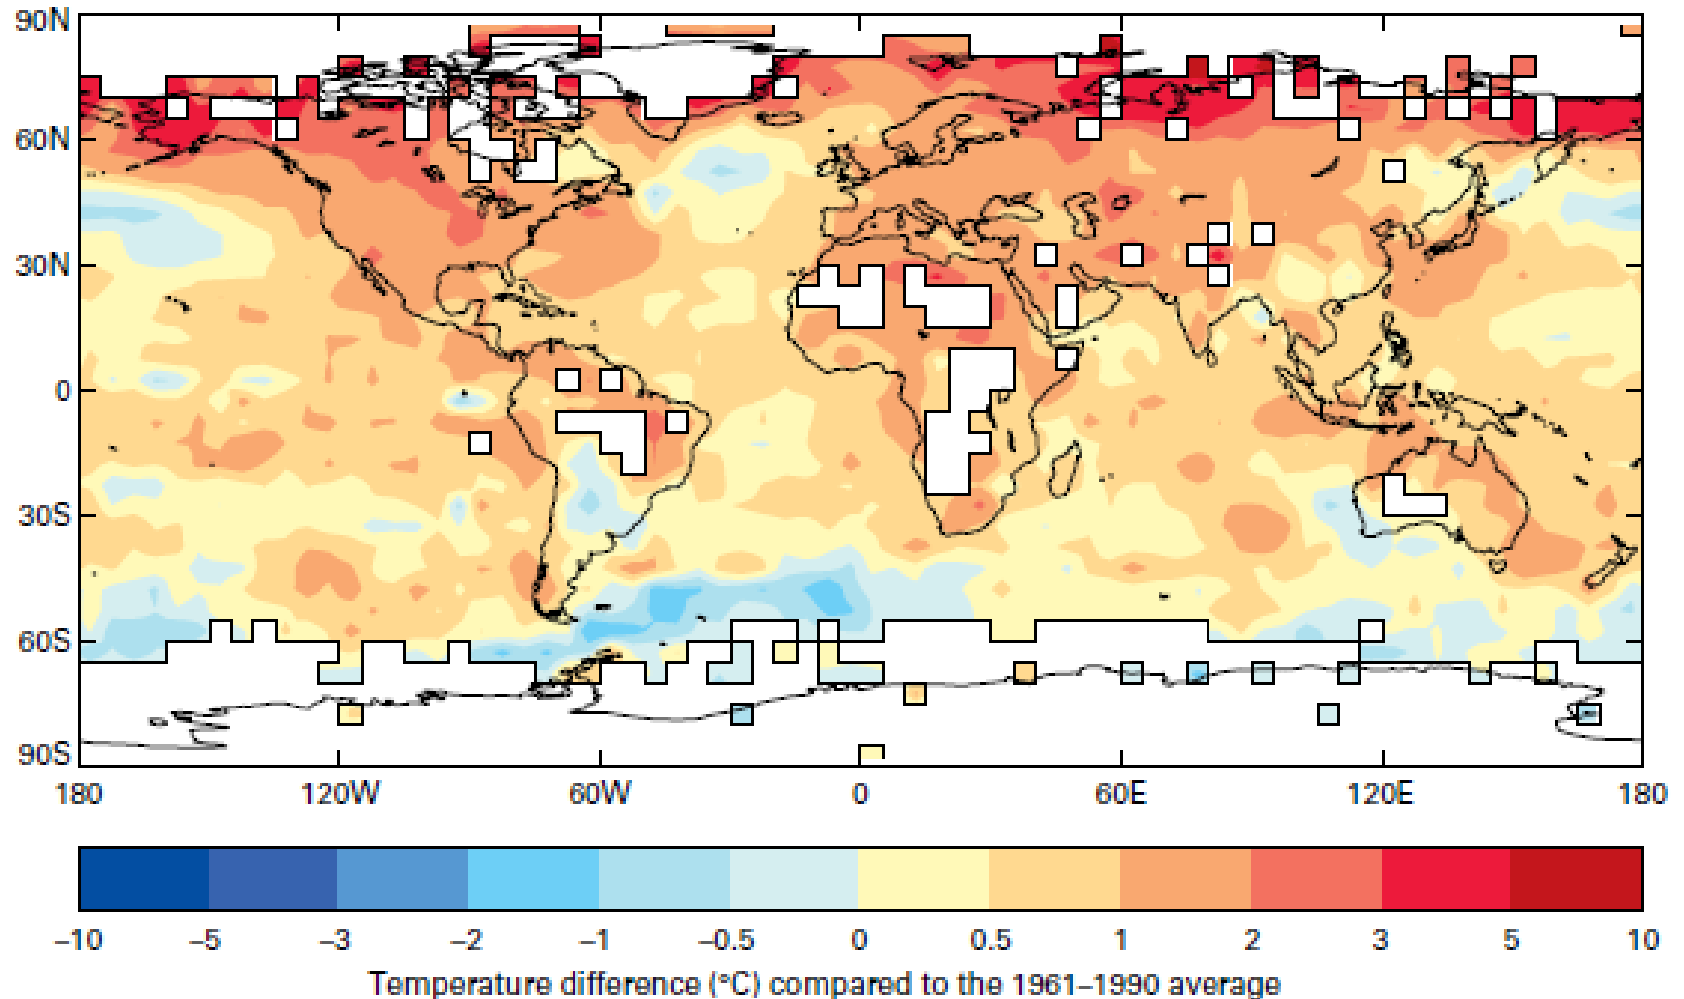 90N
60N
30N
0
30S
60S
90S
180 120W 60W 0 60E 120E 180
–10 –5 –3 –2 –1 –0.5 0 0.5 1 2 3 5 10
Temperature difference (°C) compared to the 1961–1990 average